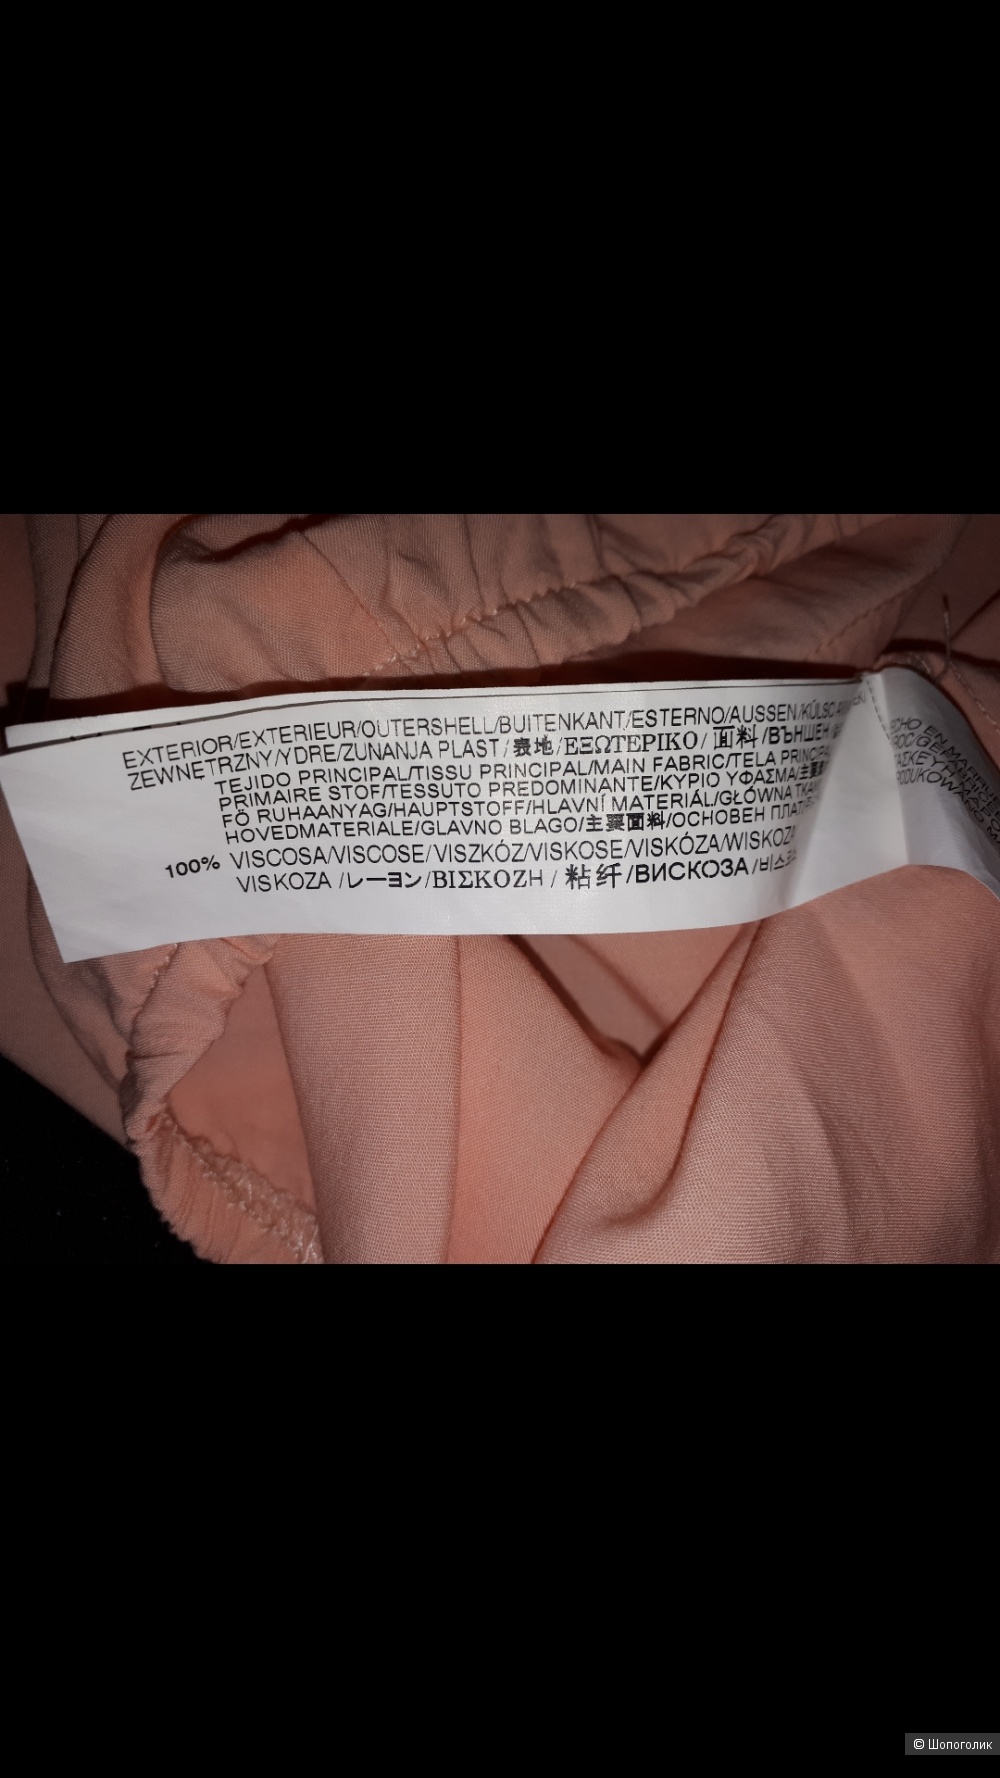 EXTERIOR/EXTERIEUR/OUTERSHELL/BUITENKANT/ESTERNO/AUSSEN/KÜLSO
ZEWNĘTRZNY/YDRE/ZUNANJA PLAST/表地/ΕΞΩΤΕΡΙΚΟ/面料/ВЪНШЕН
TEJIDO PRINCIPAL/TISSU PRINCIPAL/MAIN FABRIC/TELA
PRIMAIRE STOF/TESSUTO PREDOMINANTE/ΚΥΡΙΟ ΥΦΑΣΜΑ/
FÖ RUHAANYAG/HAUPTSTOFF/HLAVNÍ MATERIÁL/GŁÓWNA
HOVEDMATERIALE/GLAVNO BLAGO/主要面料/ОСНОВЕН
100% VISCOSA/VISCOSE/VISZKÓZ/VISKOSE/VISKÓZA/WISKOZA
VISKOZA /レーヨン/ΒΙΣΚΟΖΗ / 粘纤/ВИСКОЗА
© Шопоголик